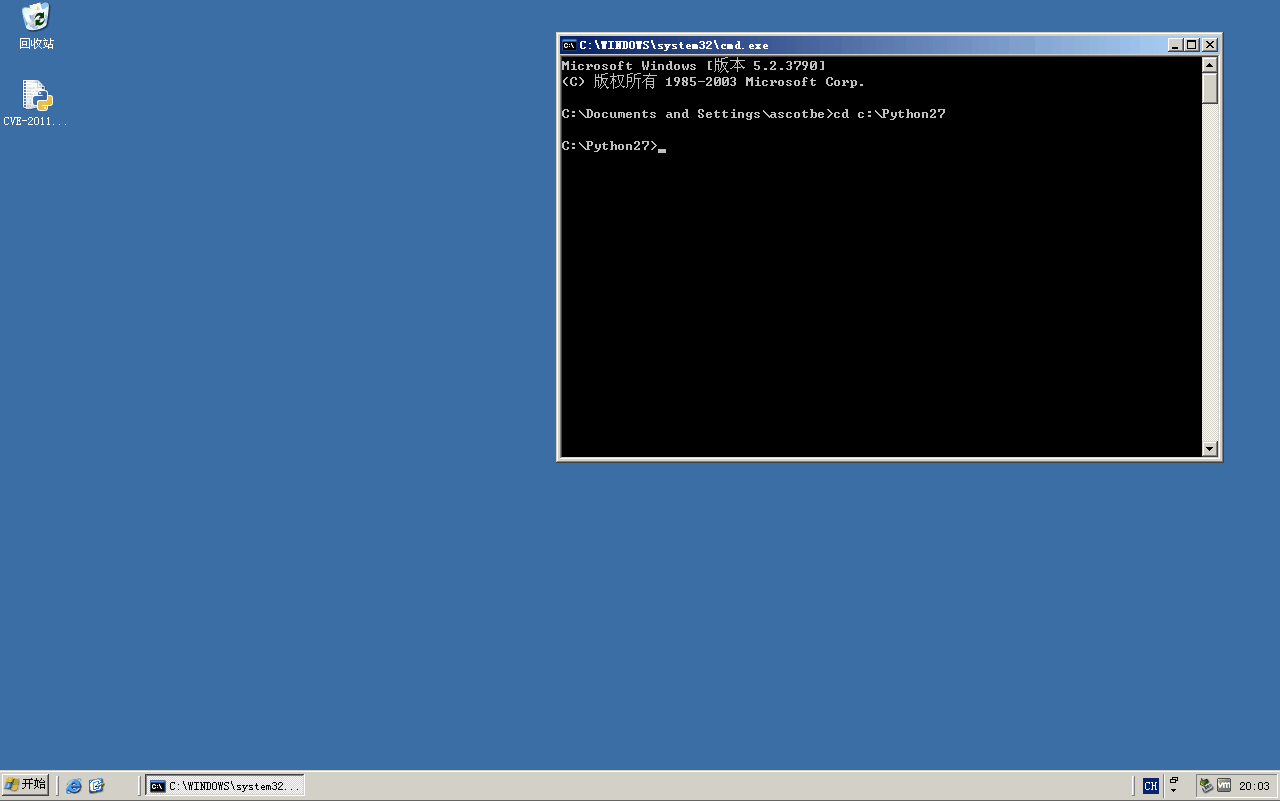 回收站
CVE-2011...
C:\WINDOWS\system32\cmd.exe
Microsoft Windows [版本 5.2.3790]
(C) 版权所有 1985-2003 Microsoft Corp.
C:\Documents and Settings\ascotbe>cd c:\Python27
C:\Python27>
开始
C:\WINDOWS\system32...
CH
20:03